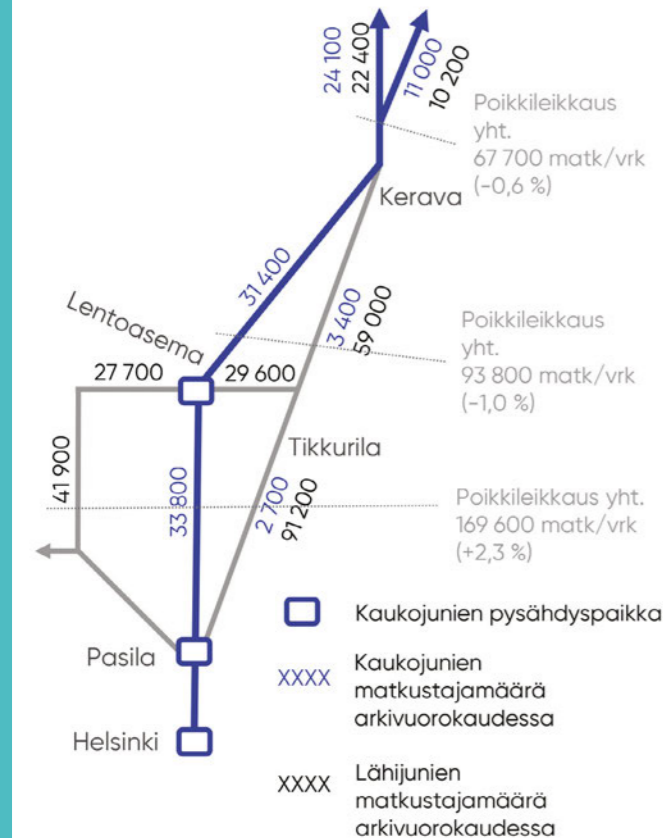 24 100
22 400
11 000
10 200
Poikkileikkaus
yht.
67 700 matk/vrk
(-0,6 %)
Kerava
31 400
Lentoasema
3 400
59 000
Poikkileikkaus
yht.
93 800 matk/vrk
(-1,0 %)
27 700
29 600
41 900
Tikkurila
33 800
2 700
91 200
Poikkileikkaus yht.
169 600 matk/vrk
(+2,3 %)
Kaukojunien pysähdyspaikka
Pasila
XXXX
Kaukojunien
matkustajamäärä
arkivuorokaudessa
Helsinki
XXXX
Lähijunien
matkustajamäärä
arkivuorokaudessa